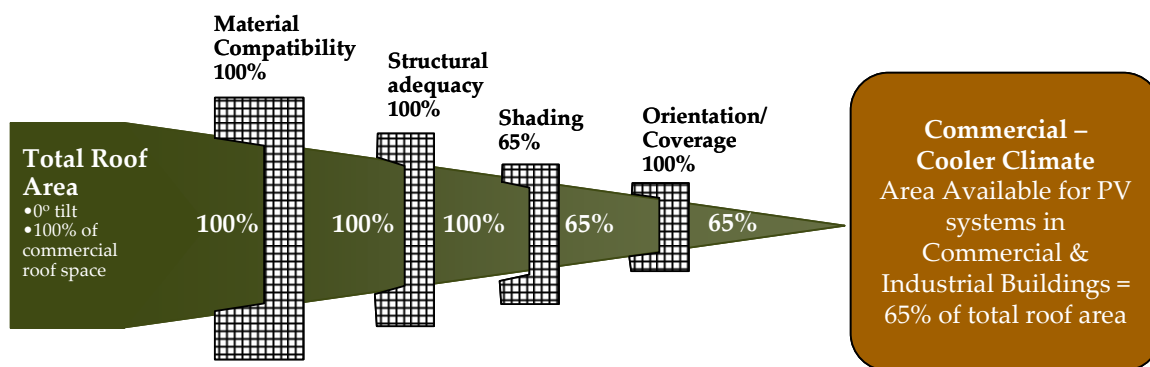 Material
Compatibility
100%
Structural
adequacy
100%
Shading
65%
Orientation/
Coverage
100%
Total Roof
Area
•0° tilt
•100% of
commercial
roof space
100%
100%
100%
65%
65%
Commercial –
Cooler Climate
Area Available for PV
systems in
Commercial &
Industrial Buildings =
65% of total roof area